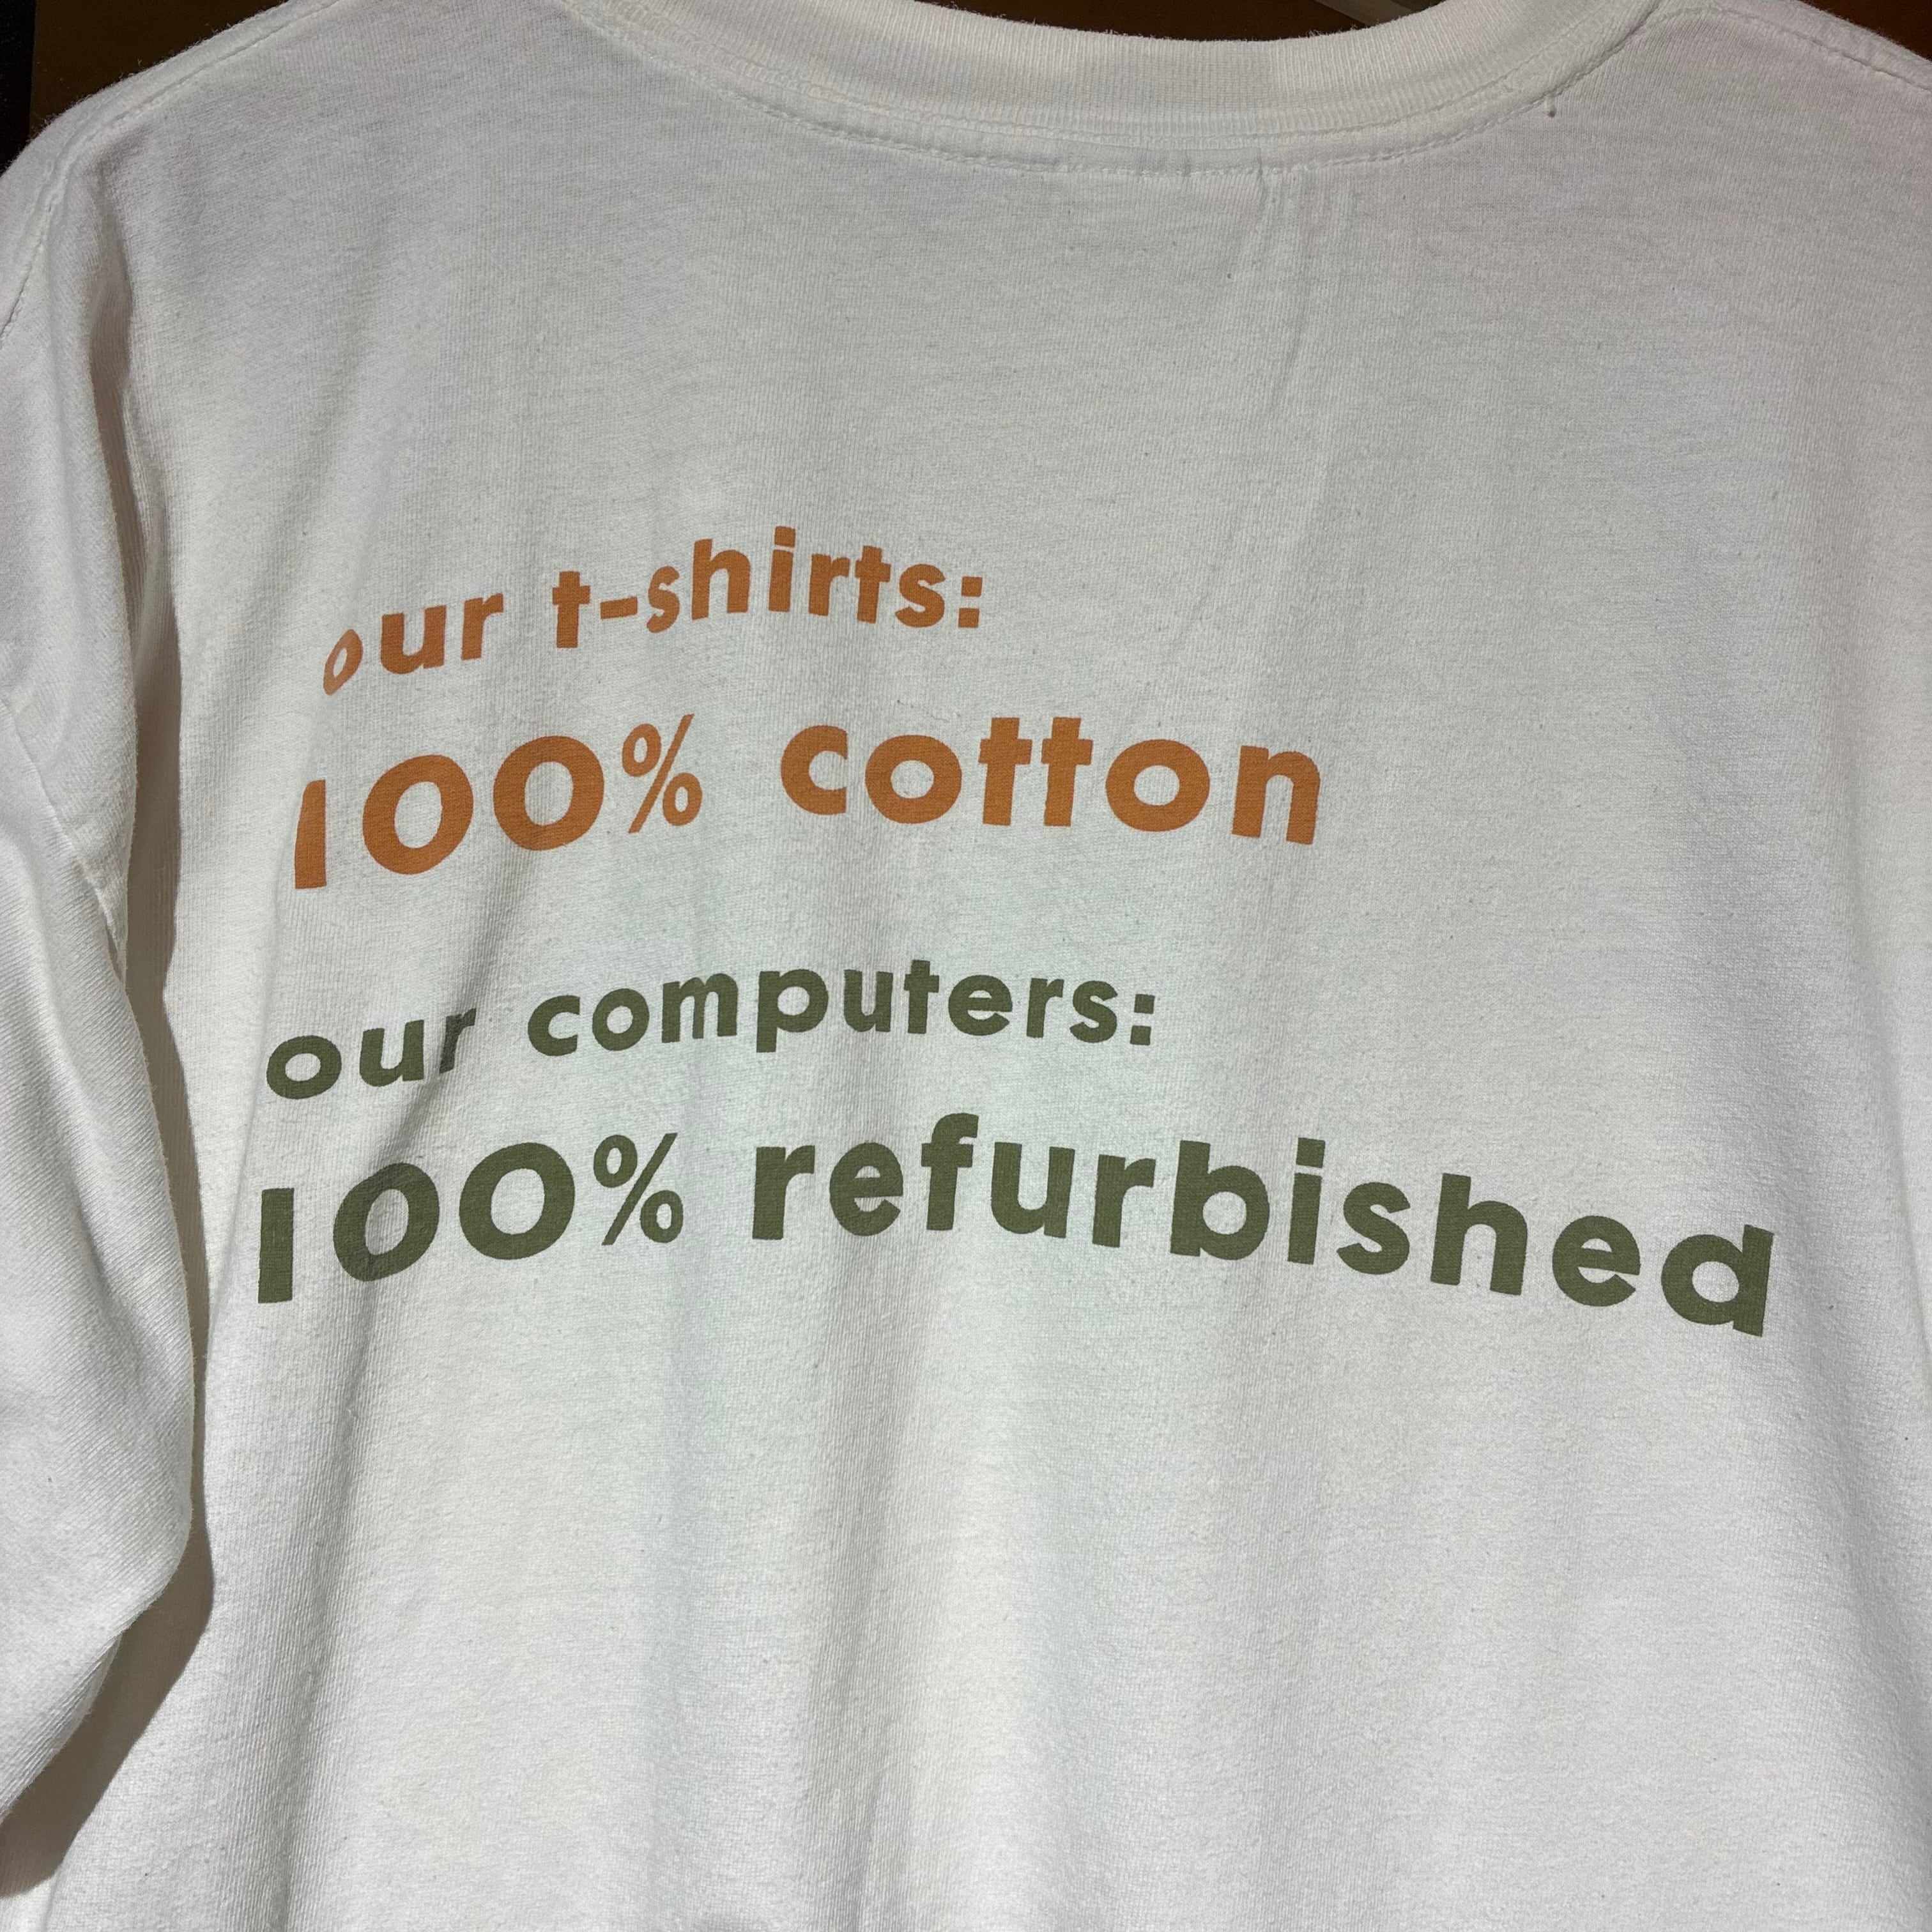 our t-shirts:
100% cotton
our computers:
100% refurbished